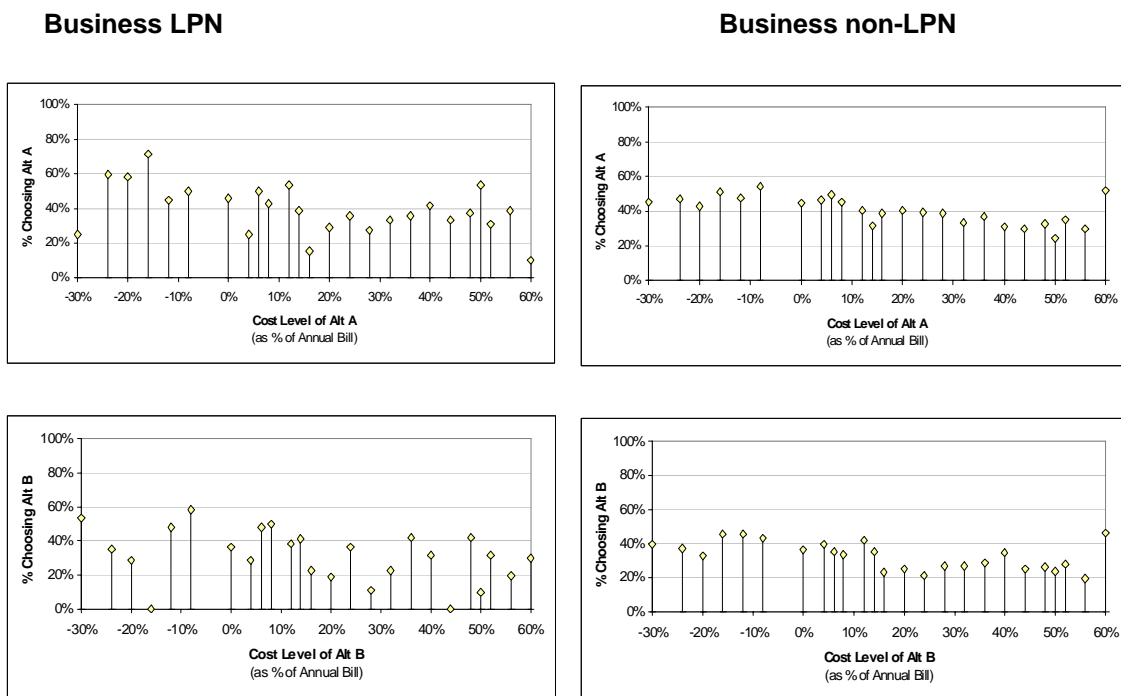 Business LPN
Business non-LPN
% Choosing Alt A
100%
80%
60%
40%
20%
0%
-30% -20% -10% 0% 10% 20% 30% 40% 50% 60%
Cost Level of Alt A
(as % of Annual Bill)
% Choosing Alt A
100%
80%
60%
40%
20%
0%
-30% -20% -10% 0% 10% 20% 30% 40% 50% 60%
Cost Level of Alt A
(as % of Annual Bill)
% Choosing Alt B
100%
80%
60%
40%
20%
0%
-30% -20% -10% 0% 10% 20% 30% 40% 50% 60%
Cost Level of Alt B
(as % of Annual Bill)
% Choosing Alt B
100%
80%
60%
40%
20%
0%
-30% -20% -10% 0% 10% 20% 30% 40% 50% 60%
Cost Level of Alt B
(as % of Annual Bill)